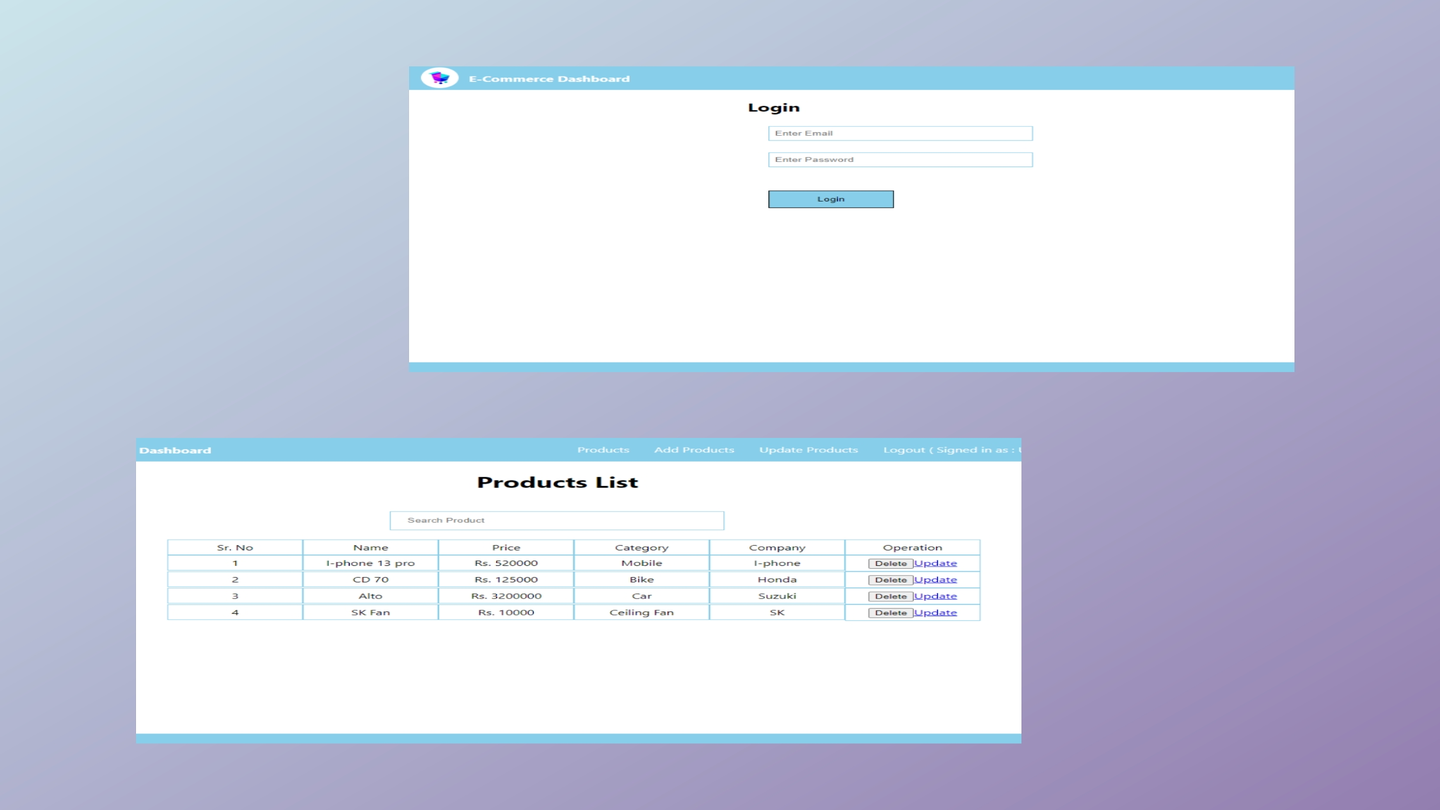 E-Commerce Dashboard
Login
Enter Email
Enter Password
Login
Dashboard Products Add Products Update Products Logout ( Signed in as :
Products List
Search Product
Sr. No Name Price Category Company Operation
1 I-phone 13 pro Rs. 520000 Mobile I-phone Delete Update
2 CD 70 Rs. 125000 Bike Honda Delete Update
3 Alto Rs. 3200000 Car Suzuki Delete Update
4 SK Fan Rs. 10000 Ceiling Fan SK Delete Update